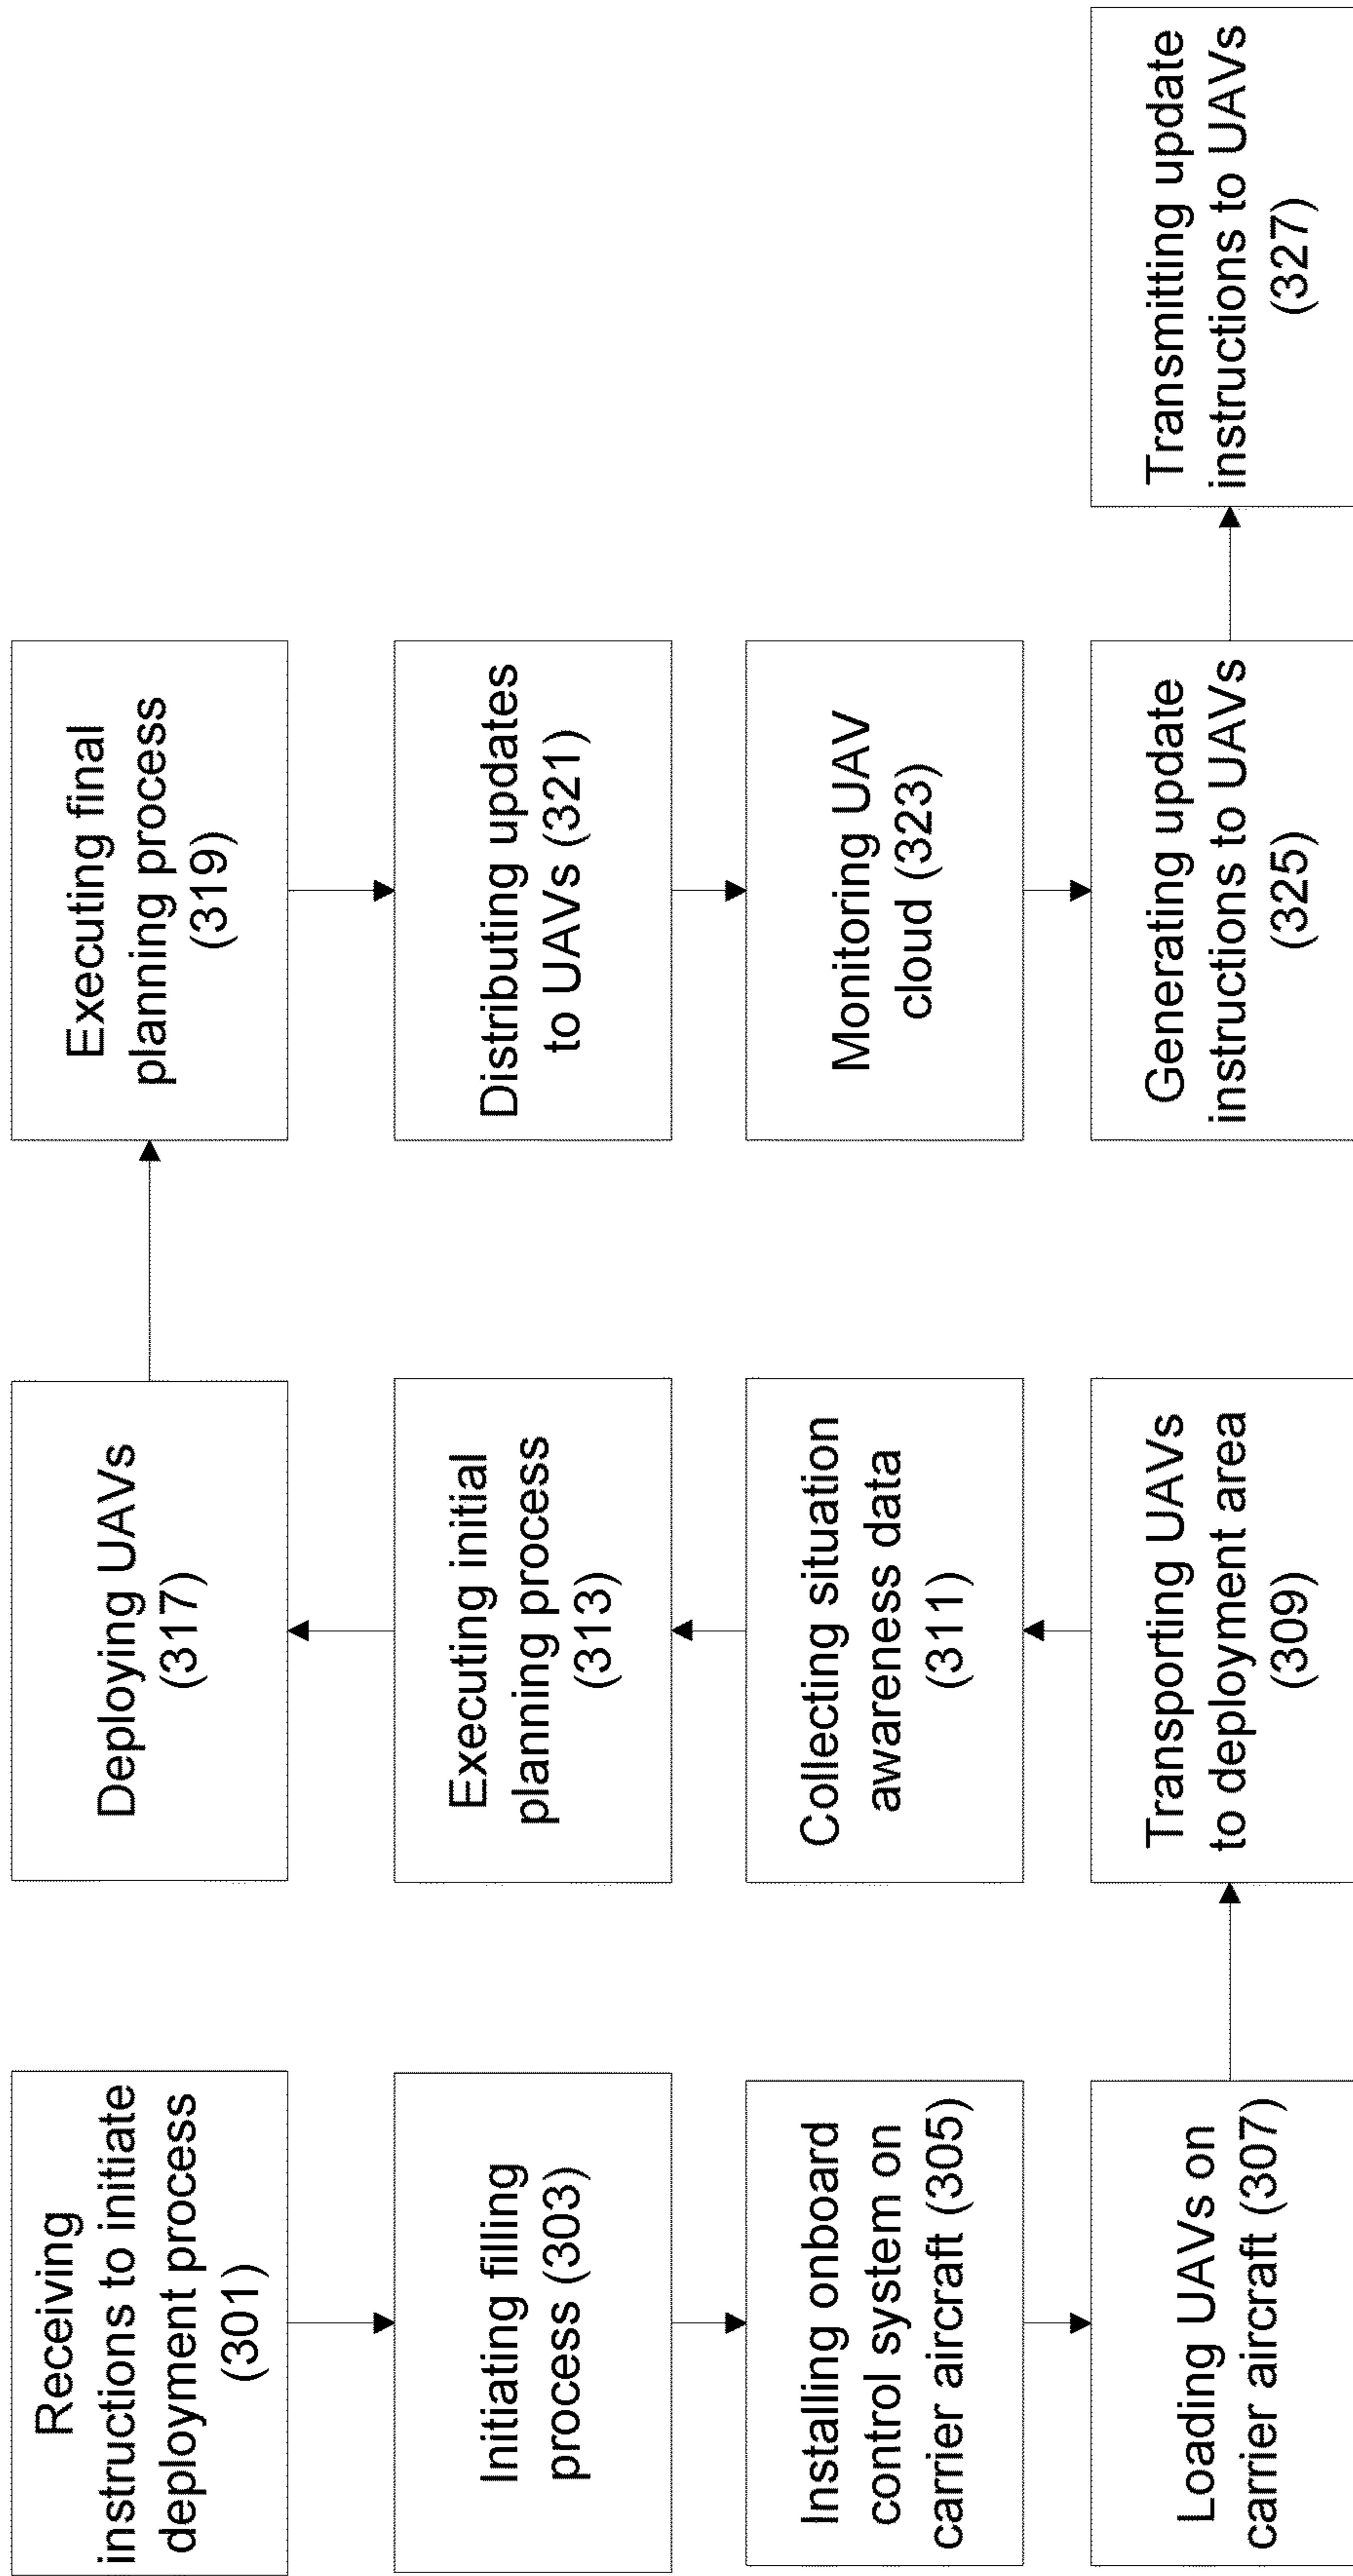 Receiving
instructions to initiate
deployment process
(301)
Initiating filling
process (303)
Installing onboard
control system on
carrier aircraft (305)
Loading UAVs on
carrier aircraft (307)
Transporting UAVs
to deployment area
(309)
Collecting situation
awareness data
(311)
Executing initial
planning process
(313)
Deploying UAVs
(317)
Executing final
planning process
(319)
Distributing updates
to UAVs (321)
Monitoring UAV
cloud (323)
Generating update
instructions to UAVs
(325)
Transmitting update
instructions to UAVs
(327)